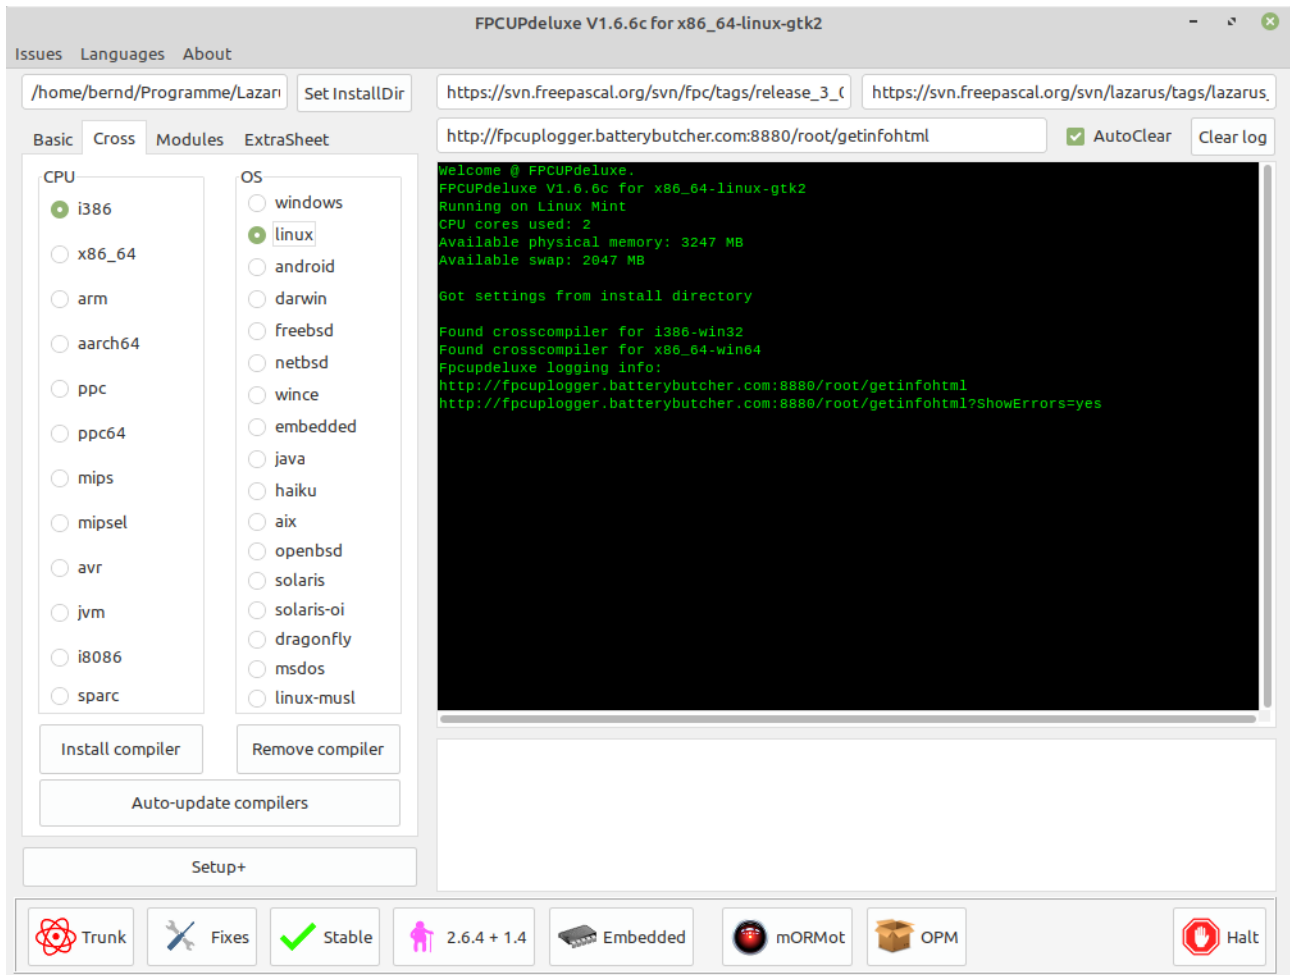 FPCUPdeluxe V1.6.6c for x86_64-linux-gtk2
Issues Languages About
/home/bernd/Programme/Lazaru
Set InstallDir
https://svn.freepascal.org/svn/fpc/tags/release_3_0
https://svn.freepascal.org/svn/lazarus/tags/lazarus_
Basic Cross Modules ExtraSheet
http://fpcuplogger.batterybutcher.com:8880/root/getinfohtml
AutoClear
Clear log
CPU
i386
x86_64
arm
aarch64
ppc
ppc64
mips
mipsel
avr
jvm
i8086
sparc
OS
windows
linux
android
darwin
freebsd
netbsd
wince
embedded
java
haiku
aix
openbsd
solaris
solaris-oi
dragonfly
msdos
linux-musl
Install compiler
Remove compiler
Auto-update compilers
Setup+
Welcome @ FPCUPdeluxe.
FPCUPdeluxe V1.6.6c for x86_64-linux-gtk2
Running on Linux Mint
CPU cores used: 2
Available physical memory: 3247 MB
Available swap: 2047 MB
Got settings from install directory
Found crosscompiler for i386-win32
Found crosscompiler for x86_64-win64
Fpcupdeluxe logging info:
http://fpcuplogger.batterybutcher.com:8880/root/getinfohtml
http://fpcuplogger.batterybutcher.com:8880/root/getinfohtml?ShowErrors=yes
Trunk
Fixes
Stable
2.6.4 + 1.4
Embedded
mORMot
OPM
Halt